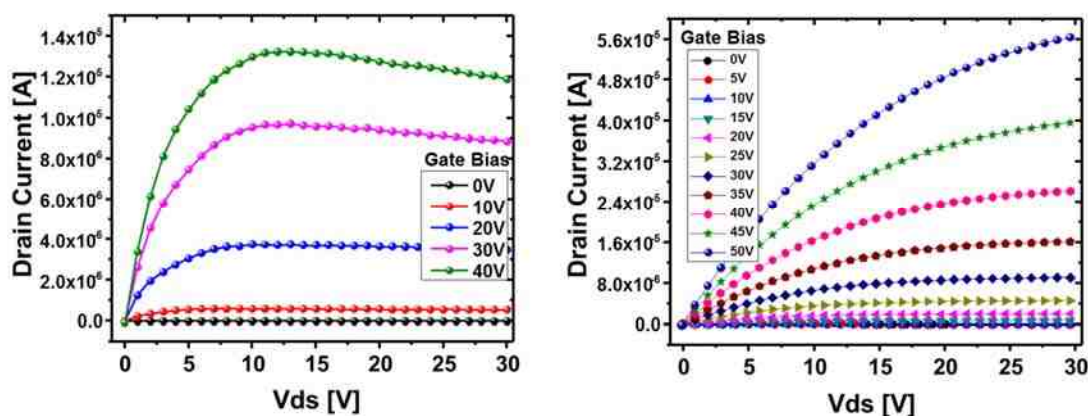 Drain Current [A]
1.4x10⁻⁵
1.2x10⁻⁵
1.0x10⁻⁵
8.0x10⁻⁶
6.0x10⁻⁶
4.0x10⁻⁶
2.0x10⁻⁶
0.0
0 5 10 15 20 25 30
Vds [V]
Gate Bias
0V
10V
20V
30V
40V
Drain Current [A]
5.6x10⁻⁵
4.8x10⁻⁵
4.0x10⁻⁵
3.2x10⁻⁵
2.4x10⁻⁵
1.6x10⁻⁵
8.0x10⁻⁶
0.0
0 5 10 15 20 25 30
Vds [V]
Gate Bias
0V
5V
10V
15V
20V
25V
30V
35V
40V
45V
50V